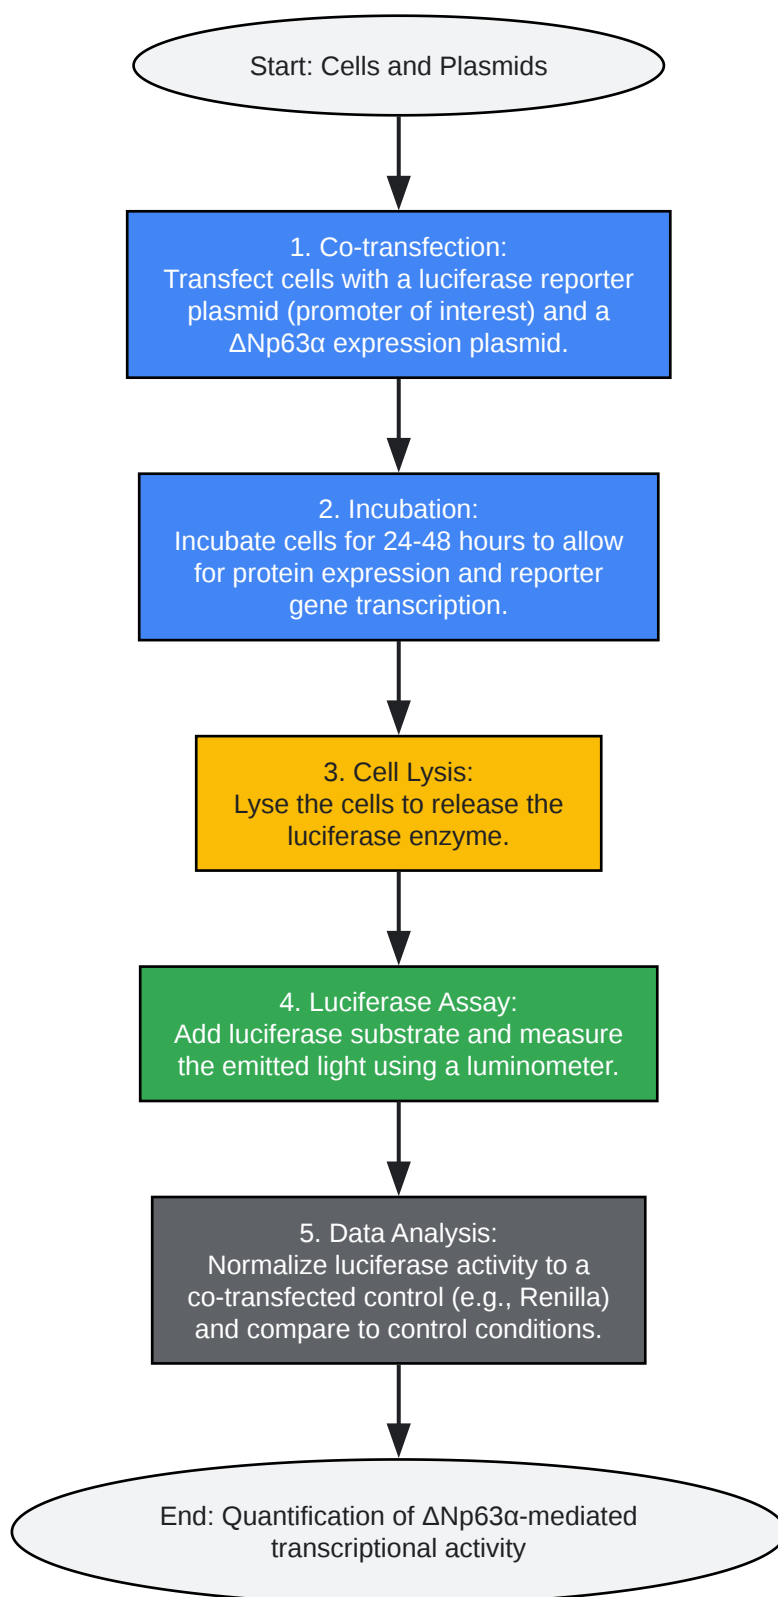 Start: Cells and Plasmids
1. Co-transfection:
Transfect cells with a luciferase reporter
plasmid (promoter of interest) and a
ΔNp63α expression plasmid.
2. Incubation:
Incubate cells for 24-48 hours to allow
for protein expression and reporter
gene transcription.
3. Cell Lysis:
Lyse the cells to release the
luciferase enzyme.
4. Luciferase Assay:
Add luciferase substrate and measure
the emitted light using a luminometer.
5. Data Analysis:
Normalize luciferase activity to a
co-transfected control (e.g., Renilla)
and compare to control conditions.
End: Quantification of ΔNp63α-mediated
transcriptional activity